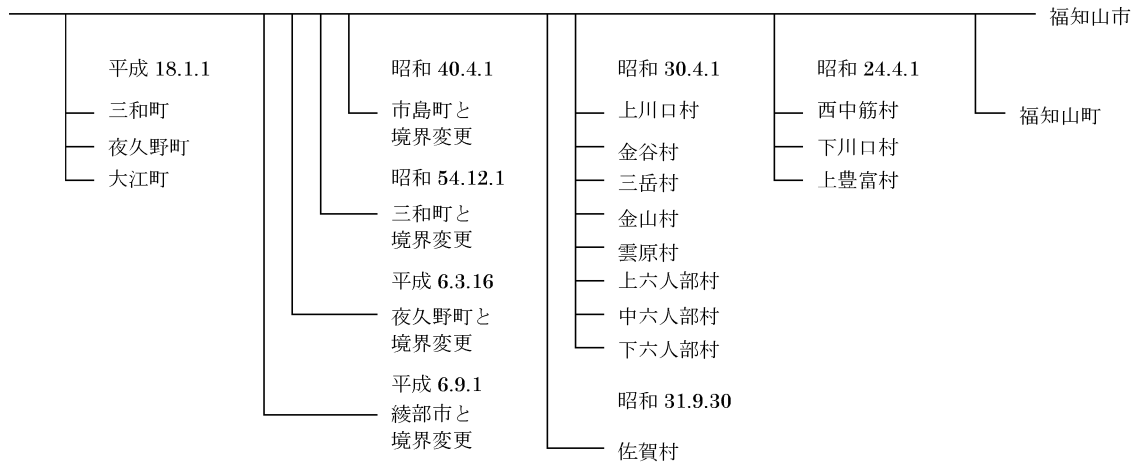 福知山市
平成 18.1.1
三和町
夜久野町
大江町
昭和 40.4.1
市島町と
境界変更
昭和 54.12.1
三和町と
境界変更
平成 6.3.16
夜久野町と
境界変更
平成 6.9.1
綾部市と
境界変更
昭和 30.4.1
上川口村
金谷村
三岳村
金山村
雲原村
上六人部村
中六人部村
下六人部村
昭和 31.9.30
佐賀村
昭和 24.4.1
西中筋村
下川口村
上豊富村
福知山町